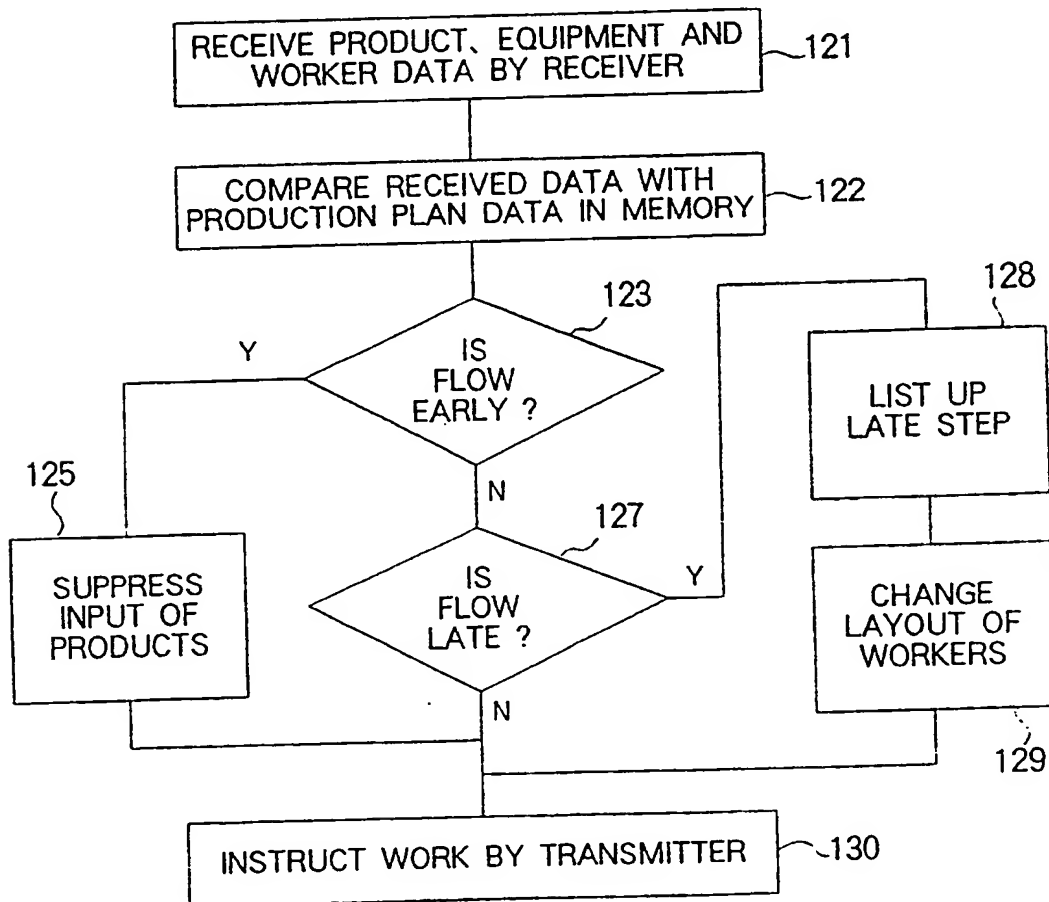 RECEIVE PRODUCT、EQUIPMENT AND
WORKER DATA BY RECEIVER
121
COMPARE RECEIVED DATA WITH
PRODUCTION PLAN DATA IN MEMORY
122
123
Y
IS
FLOW
EARLY ?
N
125
SUPPRESS
INPUT OF
PRODUCTS
127
IS
FLOW
LATE ?
Y
N
128
LIST UP
LATE STEP
CHANGE
LAYOUT OF
WORKERS
129
INSTRUCT WORK BY TRANSMITTER
130